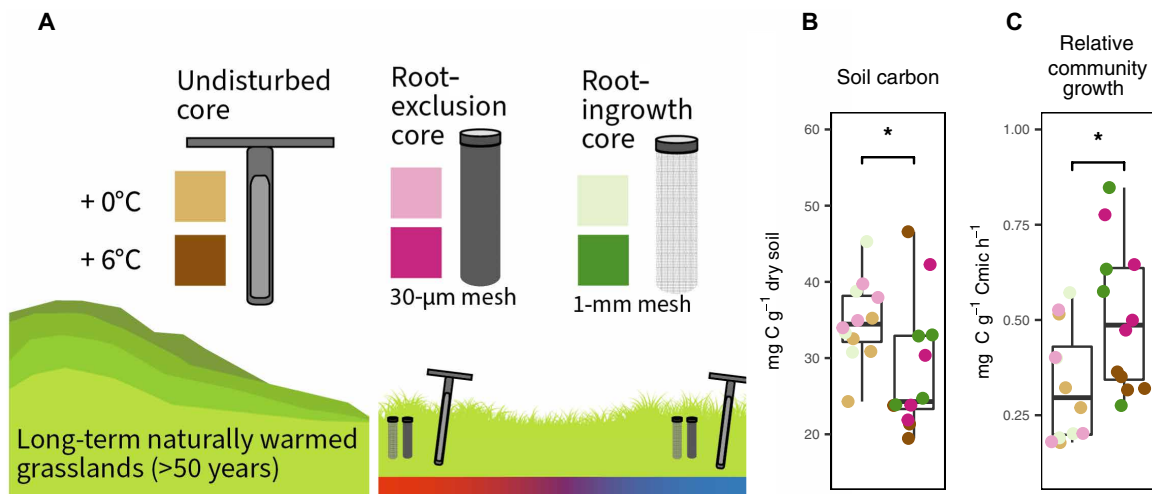 A
Undisturbed
core
+ 0°C
+ 6°C
Root-
exclusion
core
30-µm mesh
Root-
ingrowth
core
1-mm mesh
Long-term naturally warmed
grasslands (>50 years)
B
Soil carbon
mg C g⁻¹ dry soil
60
50
40
30
20
*
C
Relative
community
growth
mg C g⁻¹ Cmic h⁻¹
1.00
0.75
0.50
0.25
*